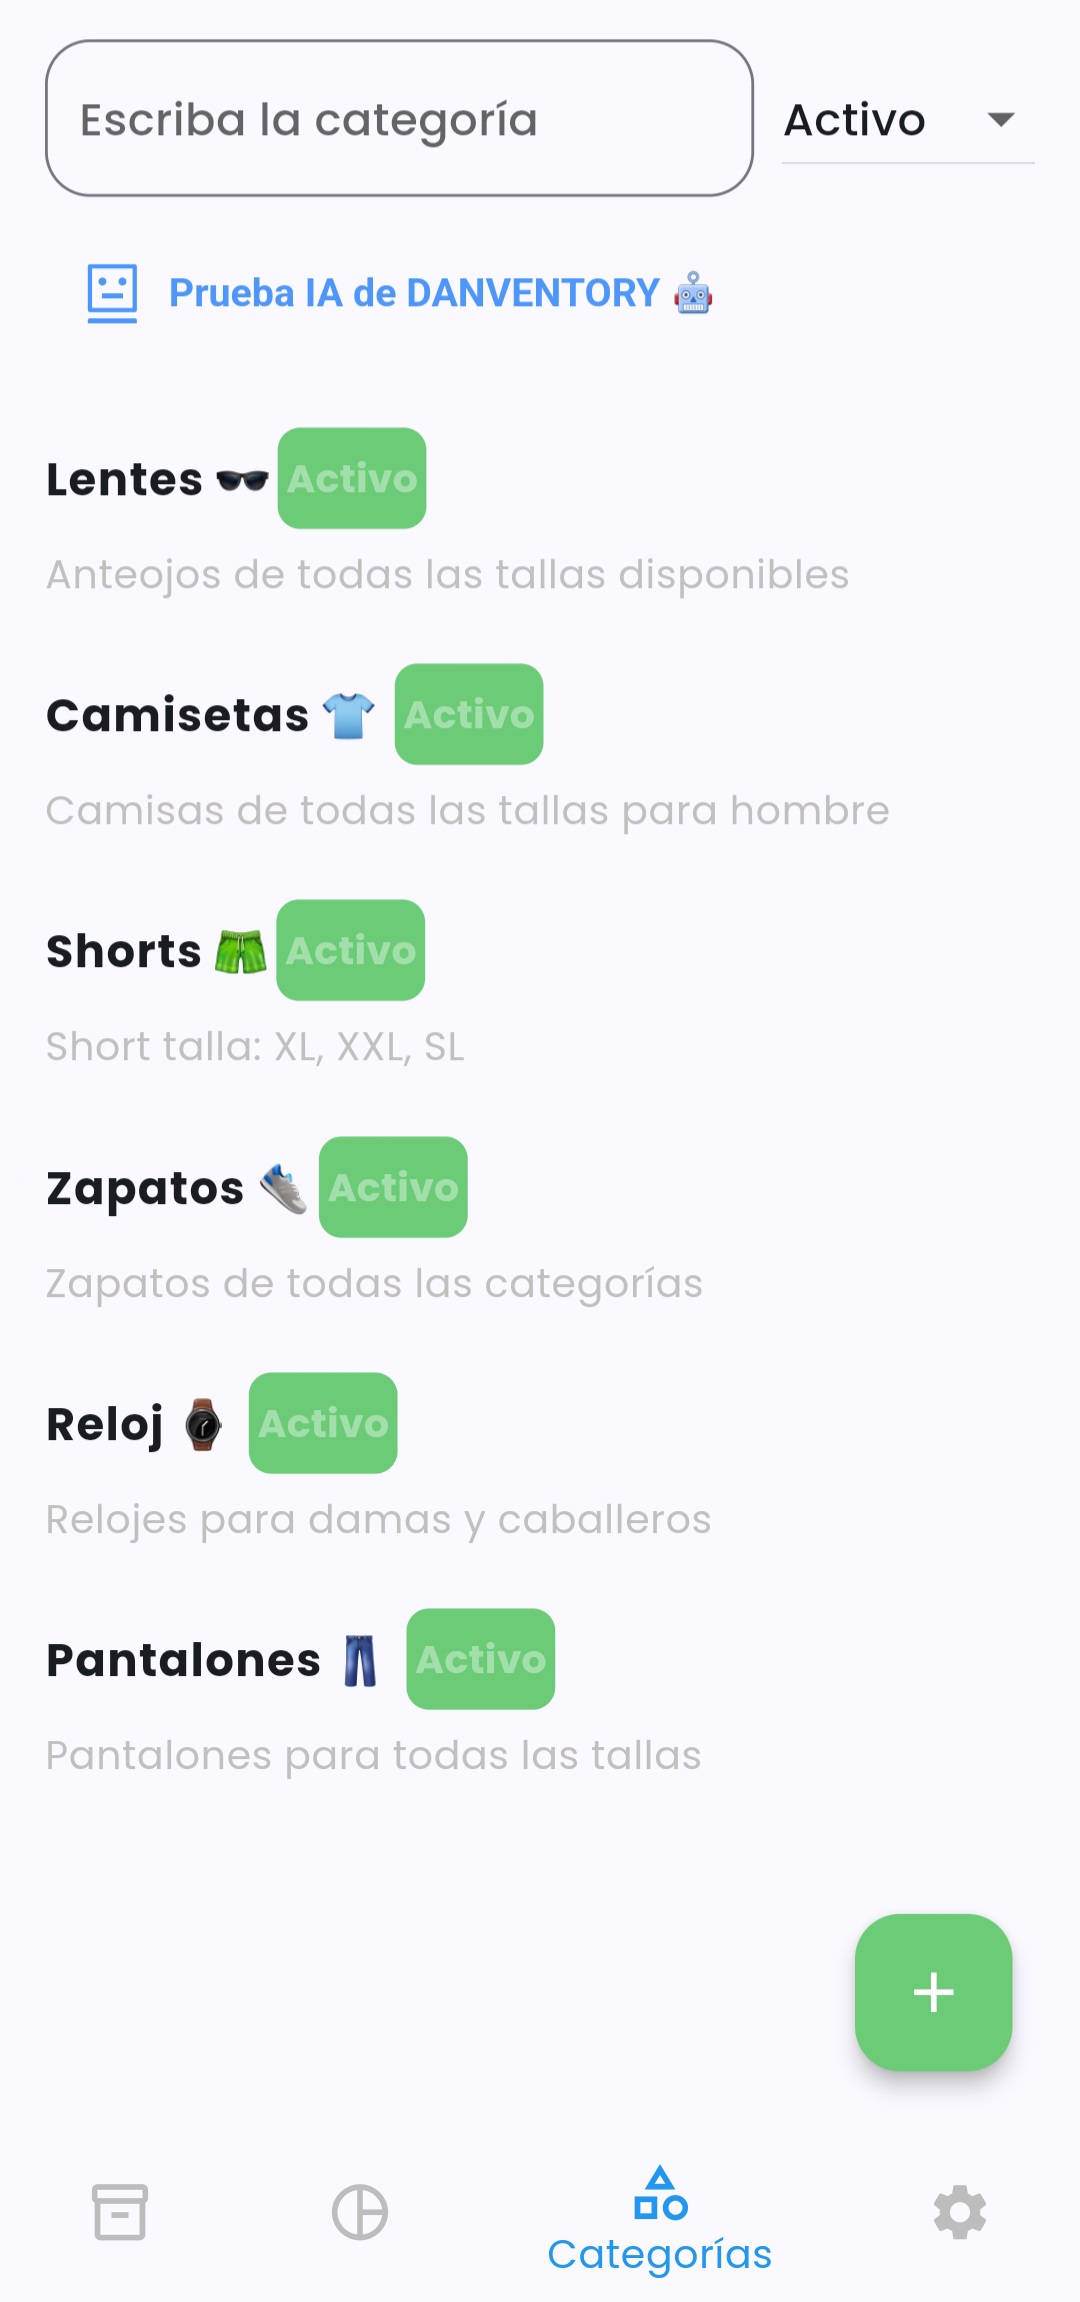 Escriba la categoría
Activo
Prueba IA de DANVENTORY 🤖
Lentes 🕶️ Activo
Anteojos de todas las tallas disponibles
Camisetas 👕 Activo
Camisas de todas las tallas para hombre
Shorts 🩳 Activo
Short talla: XL, XXL, SL
Zapatos 👟 Activo
Zapatos de todas las categorías
Reloj ⌚ Activo
Relojes para damas y caballeros
Pantalones 👖 Activo
Pantalones para todas las tallas
+
Categorías